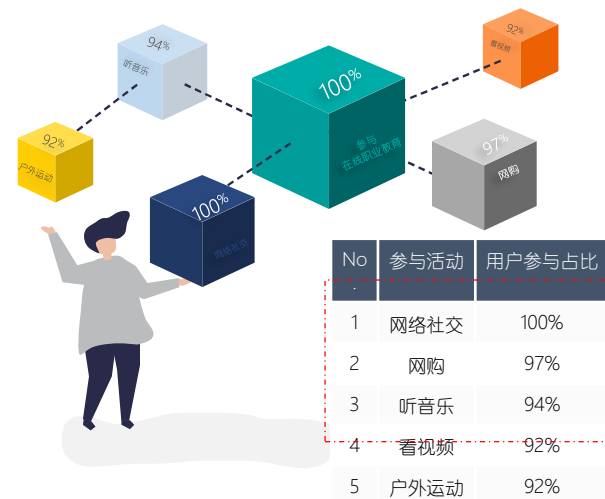 92%
看视频
94%
听音乐
100%
参与
在线职业教育
92%
户外运动
97%
网购
100%
网络社交
No
.
参与活动
用户参与占比
1 网络社交 100%
2 网购 97%
3 听音乐 94%
4 看视频 92%
5 户外运动 92%